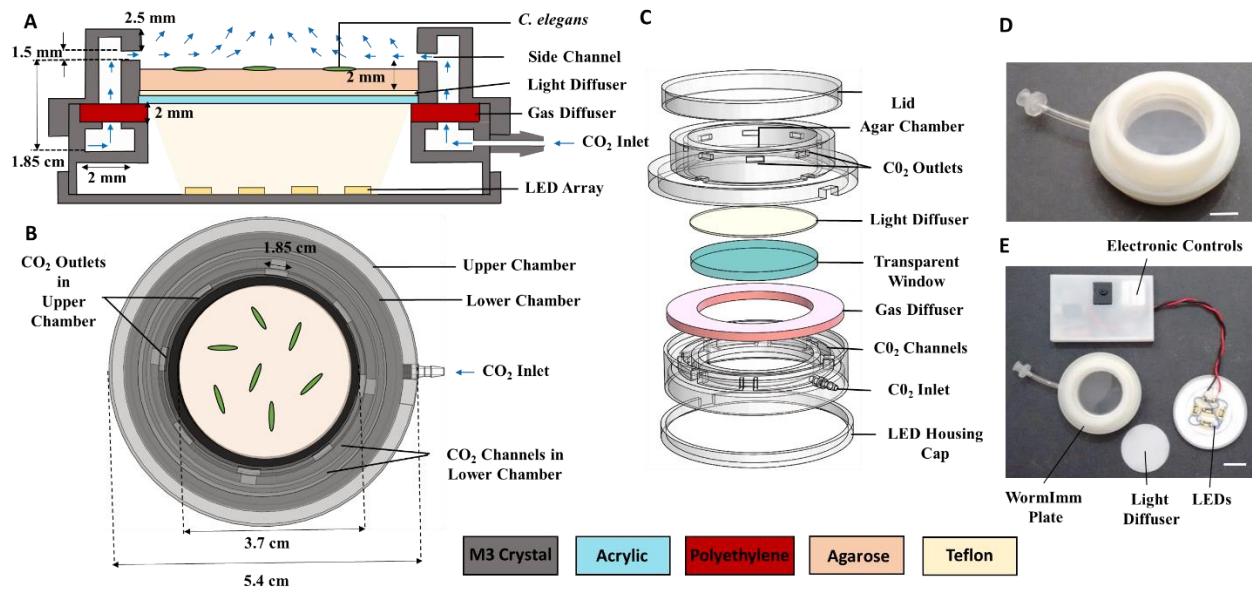 A
2.5 mm
C. elegans
1.5 mm
Side Channel
2 mm
Light Diffuser
2 mm
Gas Diffuser
CO2 Inlet
1.85 cm
2 mm
LED Array
B
1.85 cm
CO2 Outlets
in
Upper
Chamber
Upper Chamber
Lower Chamber
CO2 Inlet
CO2 Channels in
Lower Chamber
3.7 cm
5.4 cm
C
Lid
Agar Chamber
C02 Outlets
Light Diffuser
Transparent
Window
Gas Diffuser
C02 Channels
C02 Inlet
LED Housing
Cap
D
E
Electronic Controls
WormImm
Plate
Light
Diffuser
LEDs
M3 Crystal
Acrylic
Polyethylene
Agarose
Teflon